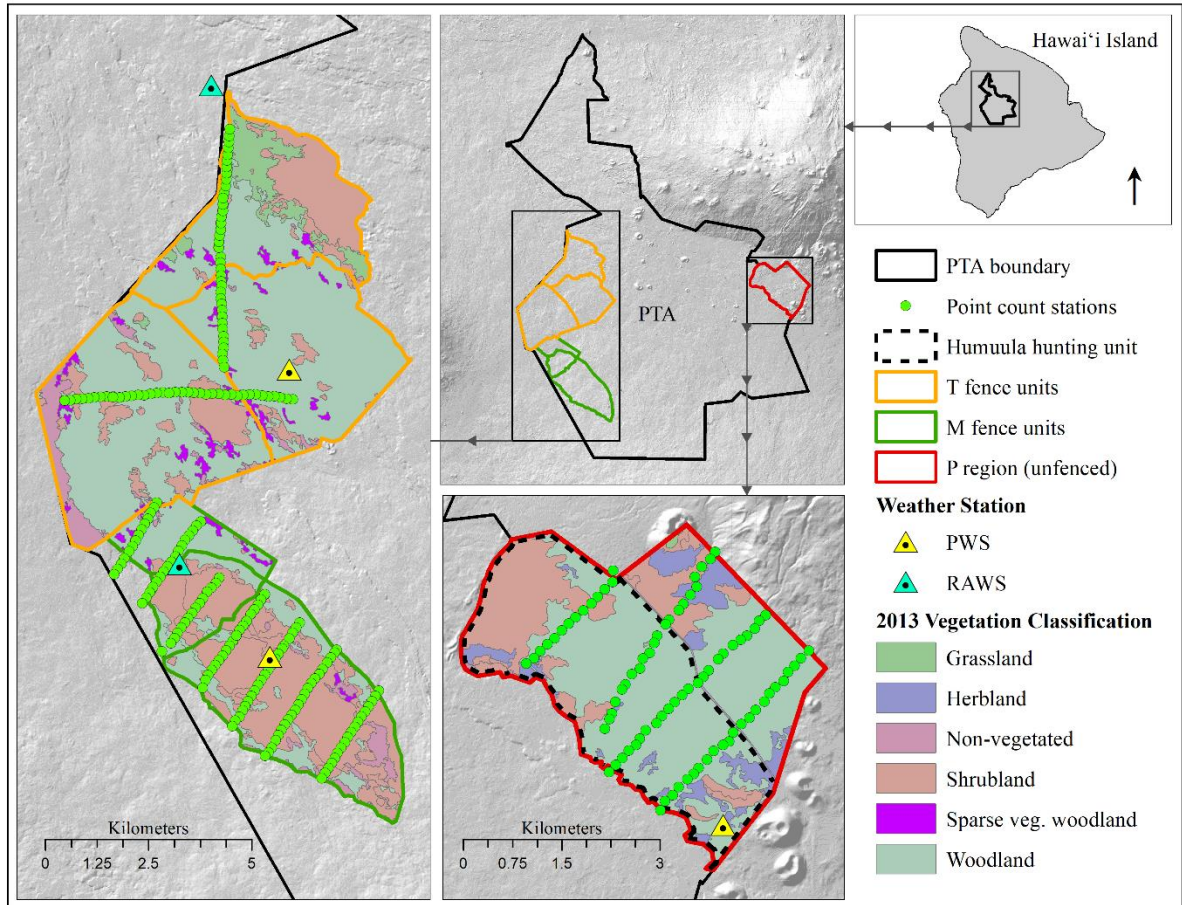 Hawai‘i Island
PTA
Kilometers
0 1.25 2.5 5
Kilometers
0 0.75 1.5 3
PTA boundary
Point count stations
Humuula hunting unit
T fence units
M fence units
P region (unfenced)
Weather Station
PWS
RAWS
2013 Vegetation Classification
Grassland
Herbland
Non-vegetated
Shrubland
Sparse veg. woodland
Woodland